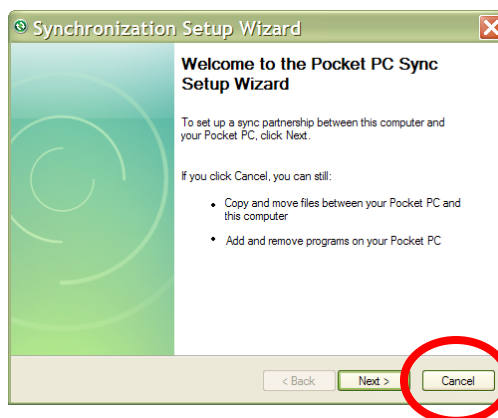 Synchronization Setup Wizard
Welcome to the Pocket PC Sync
Setup Wizard
To set up a sync partnership between this computer and
your Pocket PC, click Next.
If you click Cancel, you can still:
• Copy and move files between your Pocket PC and
this computer
• Add and remove programs on your Pocket PC
< Back Next > Cancel